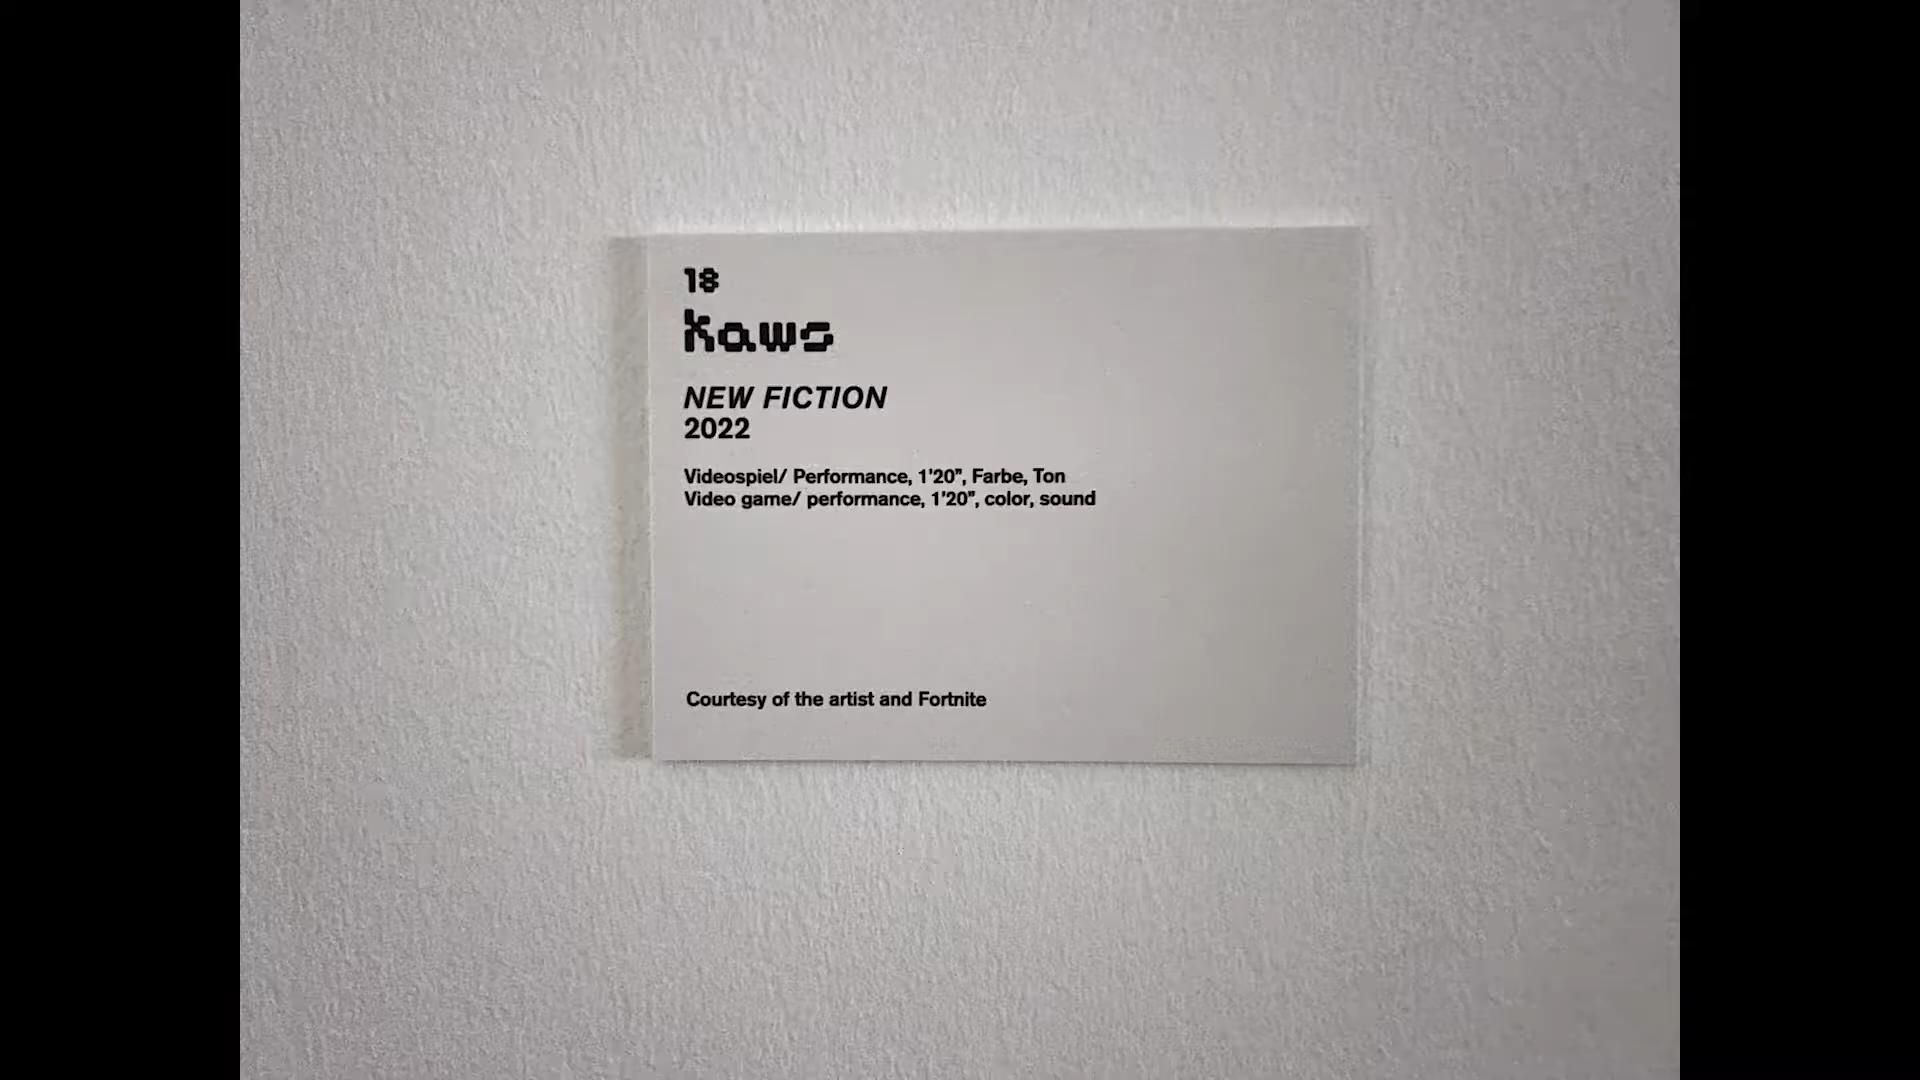 18
kaws
NEW FICTION
2022
Videospiel/ Performance, 1'20", Farbe, Ton
Video game/ performance, 1'20", color, sound
Courtesy of the artist and Fortnite